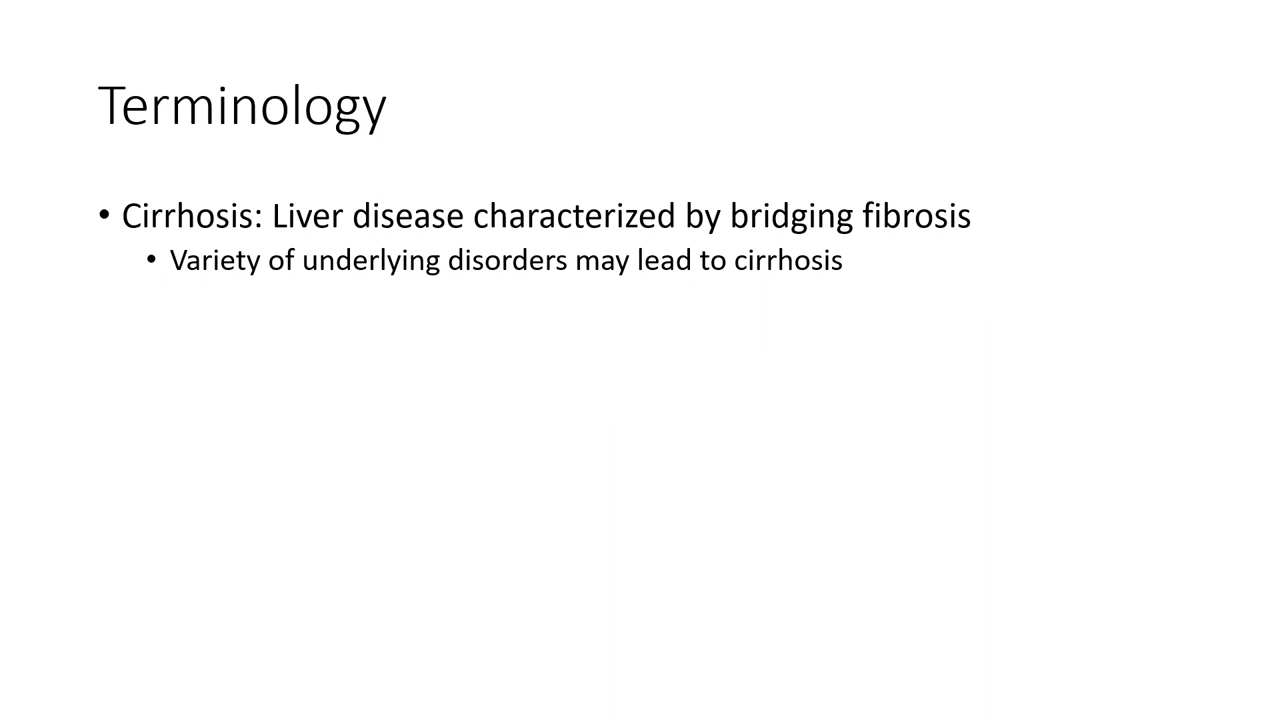 Terminology
• Cirrhosis: Liver disease characterized by bridging fibrosis
• Variety of underlying disorders may lead to cirrhosis